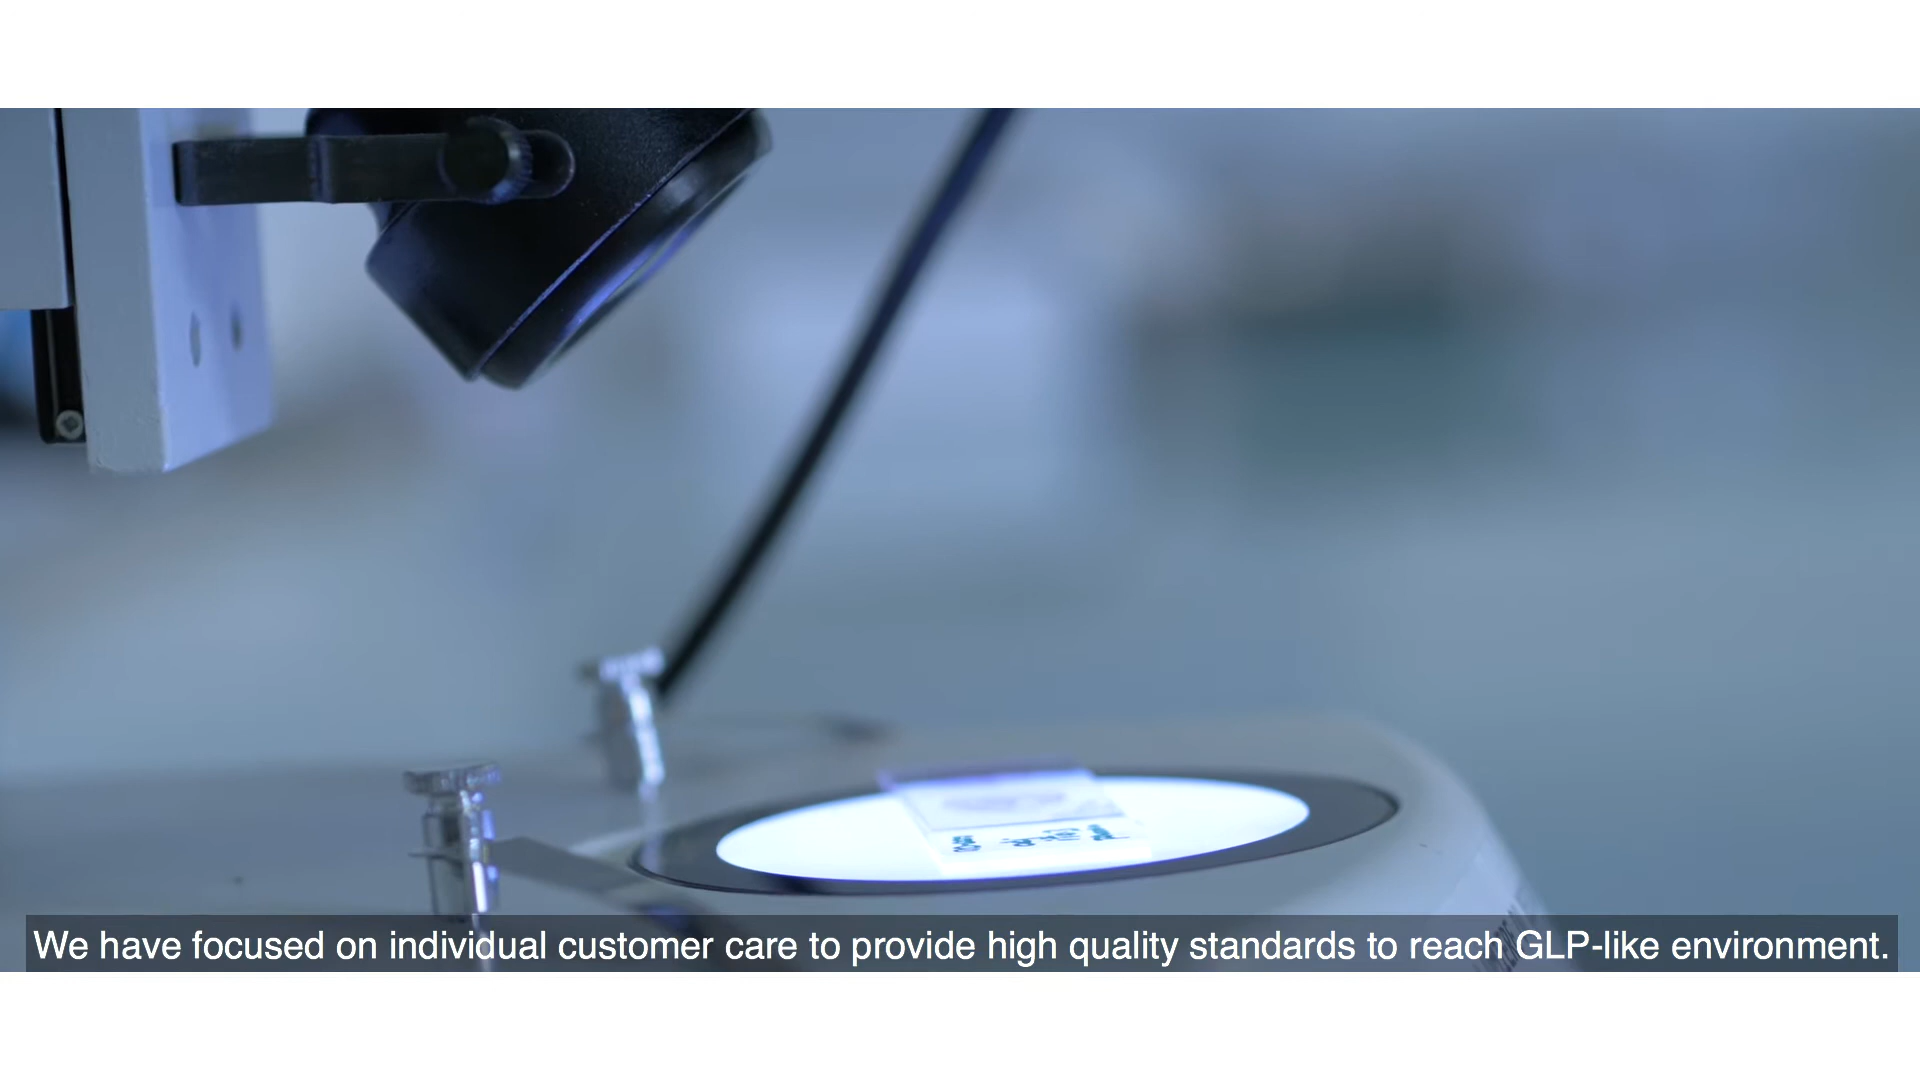 We have focused on individual customer care to provide high quality standards to reach GLP-like environment.